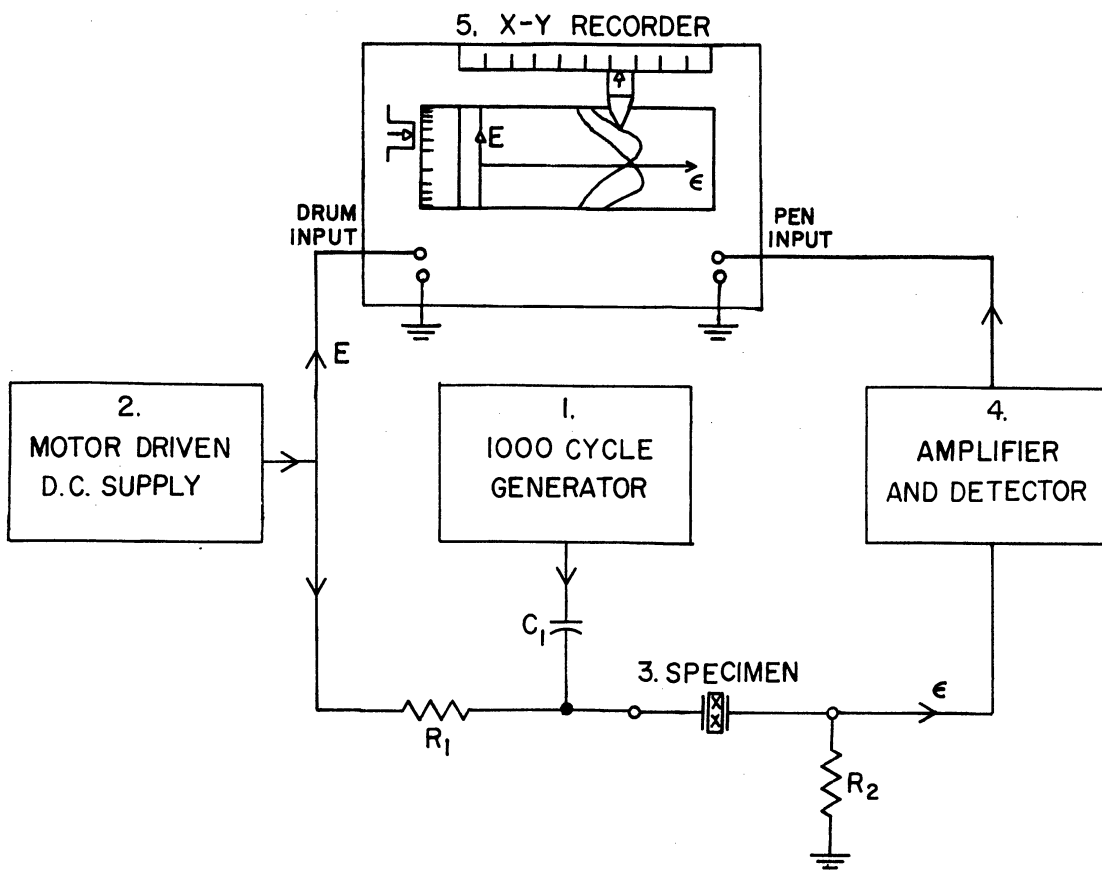 5. X-Y RECORDER
E
ϵ
DRUM
INPUT
PEN
INPUT
E
2.
MOTOR DRIVEN
D.C. SUPPLY
1.
1000 CYCLE
GENERATOR
4.
AMPLIFIER
AND DETECTOR
C1
3. SPECIMEN
XX
ϵ
R1
R2